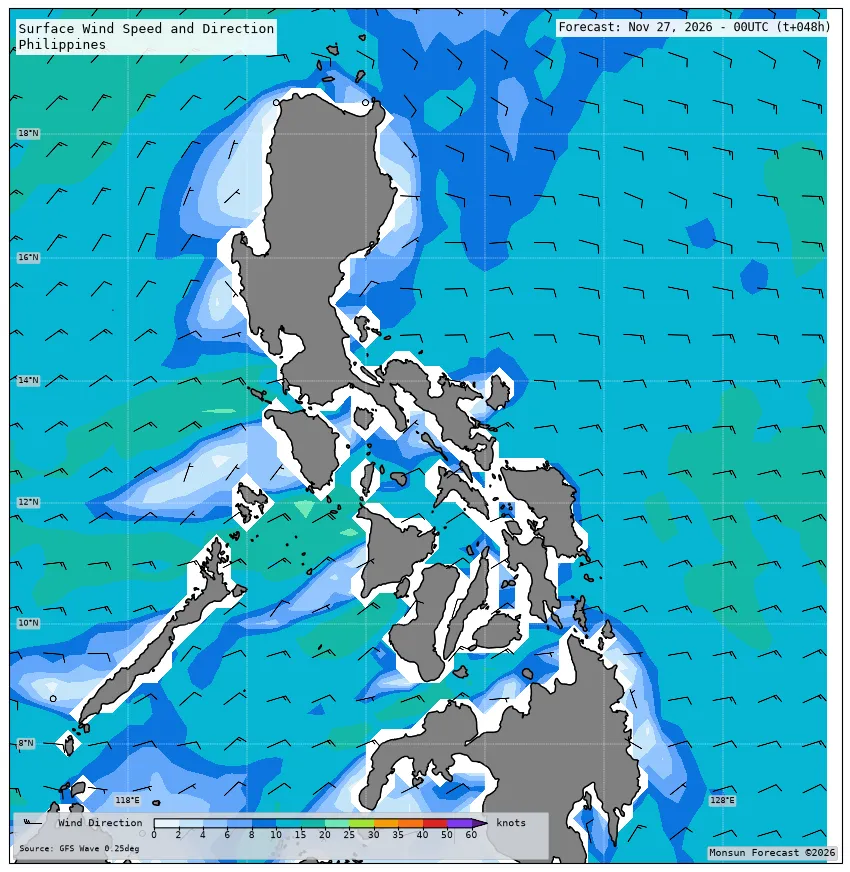 Surface Wind Speed and Direction
Philippines
Forecast: Nov 27, 2026 - 00UTC (t+048h)
18°N
16°N
14°N
12°N
10°N
8°N
118°E
128°E
Wind Direction
0 2 4 6 8 10 15 20 25 30 35 40 50 60
knots
Source: GFS Wave 0.25deg
Monsun Forecast ©2026